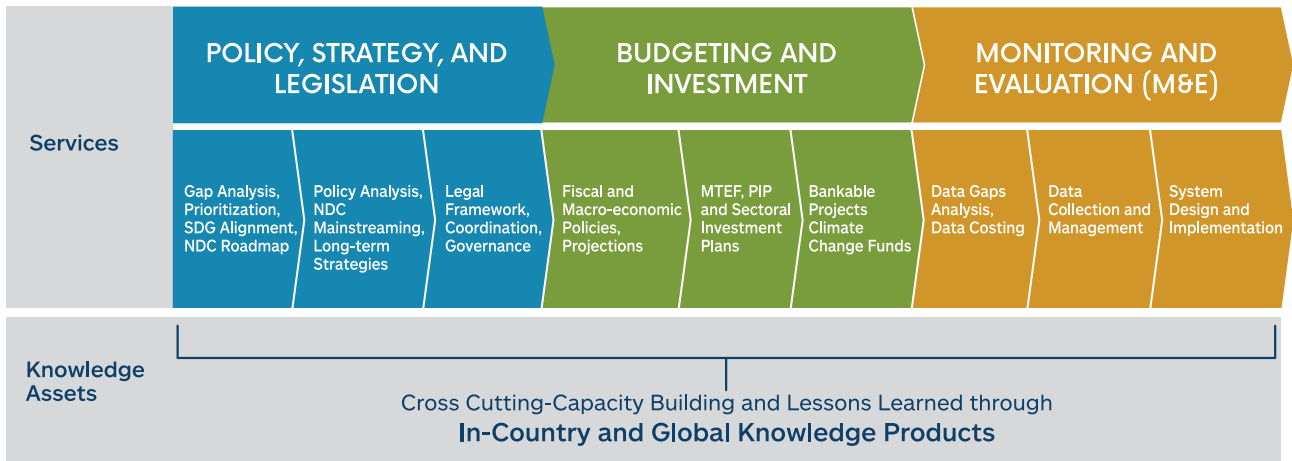 Services
POLICY, STRATEGY, AND
LEGISLATION
BUDGETING AND
INVESTMENT
MONITORING AND
EVALUATION (M&E)
Gap Analysis,
Prioritization,
SDG Alignment,
NDC Roadmap
Policy Analysis,
NDC
Mainstreaming,
Long-term
Strategies
Legal
Framework,
Coordination,
Governance
Fiscal and
Macro-economic
Policies,
Projections
MTEF, PIP
and Sectoral
Investment
Plans
Bankable
Projects
Climate
Change Funds
Data Gaps
Analysis,
Data Costing
Data
Collection and
Management
System
Design and
Implementation
Knowledge
Assets
Cross Cutting-Capacity Building and Lessons Learned through
In-Country and Global Knowledge Products